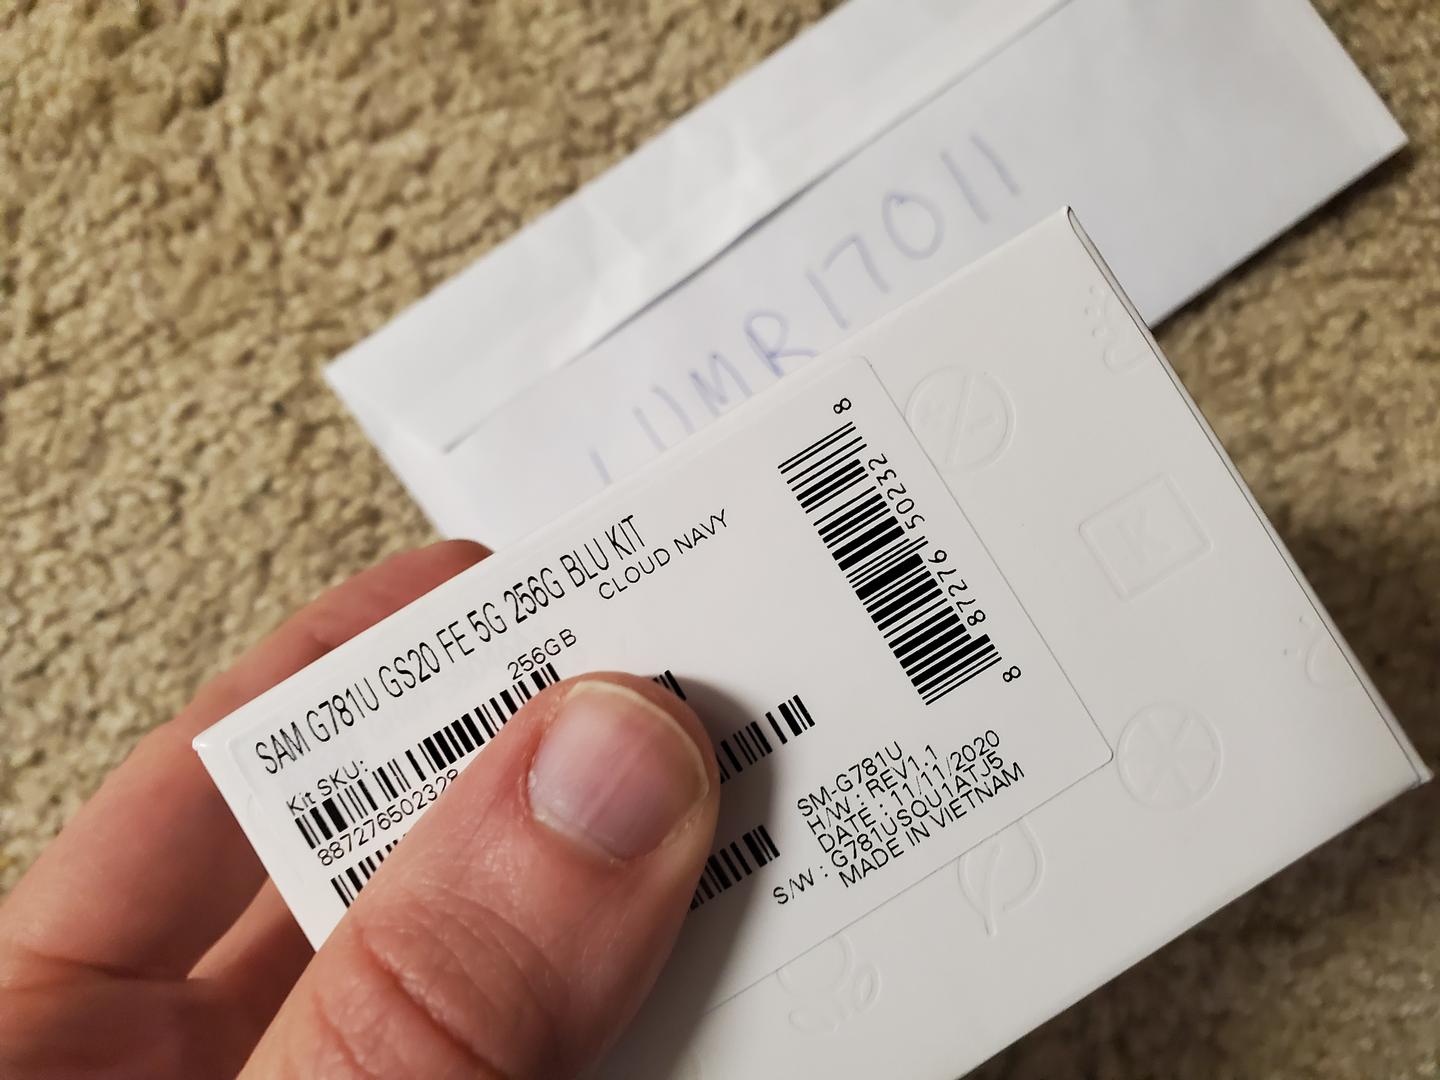 LUMR17011
SAM G781U GS20 FE 5G 256G BLU KIT
CLOUD NAVY
256GB
Kit SKU:
887276502328
8 87276 50232 8
SM-G781U
H/W : REV1.1
DATE : 11/11/2020
S/W : G781USQU1ATJ5
MADE IN VIETNAM